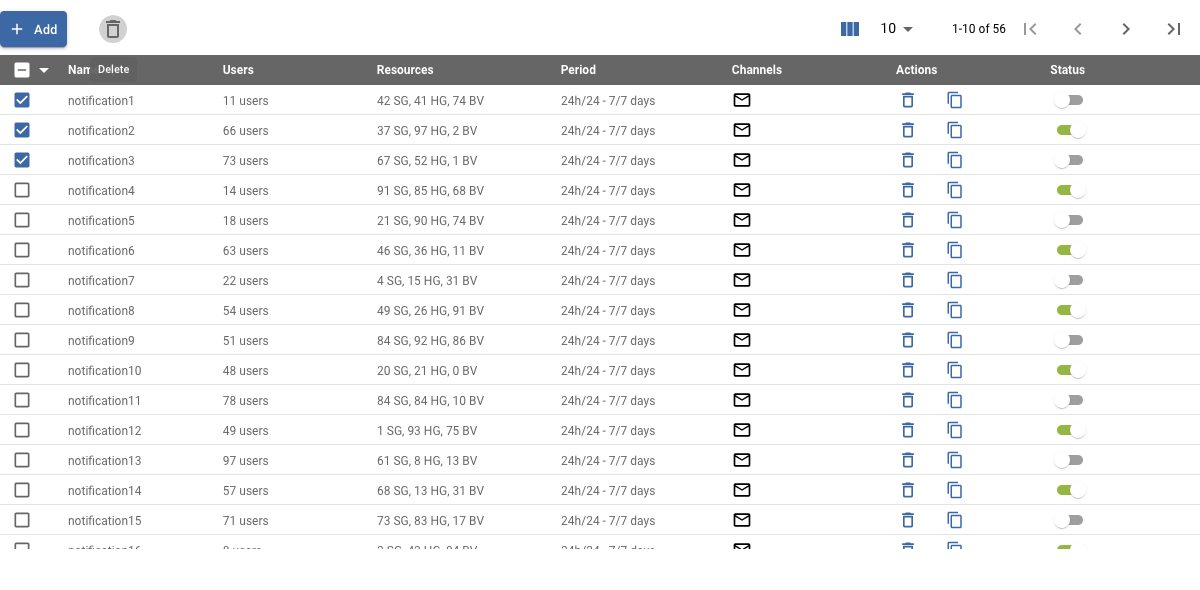 Add 10 1-10 of 56
Delete Users Resources Period Channels Actions Status
notification1 11 users 42 SG, 41 HG, 74 BV 24h/24 - 7/7 days
notification2 66 users 37 SG, 97 HG, 2 BV 24h/24 - 7/7 days
notification3 73 users 67 SG, 52 HG, 1 BV 24h/24 - 7/7 days
notification4 14 users 91 SG, 85 HG, 68 BV 24h/24 - 7/7 days
notification5 18 users 21 SG, 90 HG, 74 BV 24h/24 - 7/7 days
notification6 63 users 46 SG, 36 HG, 11 BV 24h/24 - 7/7 days
notification7 22 users 4 SG, 15 HG, 31 BV 24h/24 - 7/7 days
notification8 54 users 49 SG, 26 HG, 91 BV 24h/24 - 7/7 days
notification9 51 users 84 SG, 92 HG, 86 BV 24h/24 - 7/7 days
notification10 48 users 20 SG, 21 HG, 0 BV 24h/24 - 7/7 days
notification11 78 users 84 SG, 84 HG, 10 BV 24h/24 - 7/7 days
notification12 49 users 1 SG, 93 HG, 75 BV 24h/24 - 7/7 days
notification13 97 users 61 SG, 8 HG, 13 BV 24h/24 - 7/7 days
notification14 57 users 68 SG, 13 HG, 31 BV 24h/24 - 7/7 days
notification15 71 users 73 SG, 83 HG, 17 BV 24h/24 - 7/7 days